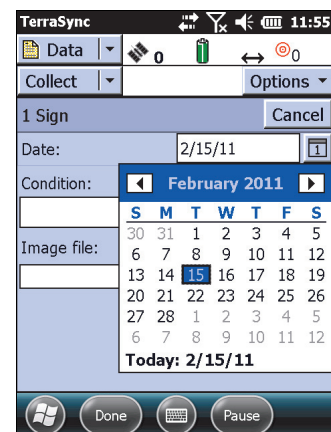 TerraSync 11:55
Data 0 0
Collect Options
1 Sign Cancel
Date: 2/15/11 1
Condition:
February 2011
S M T W T F S
30 31 1 2 3 4 5
6 7 8 9 10 11 12
Image file:
13 14 15 16 17 18 19
20 21 22 23 24 25 26
27 28 1 2 3 4 5
6 7 8 9 10 11 12
Today: 2/15/11
Done Pause